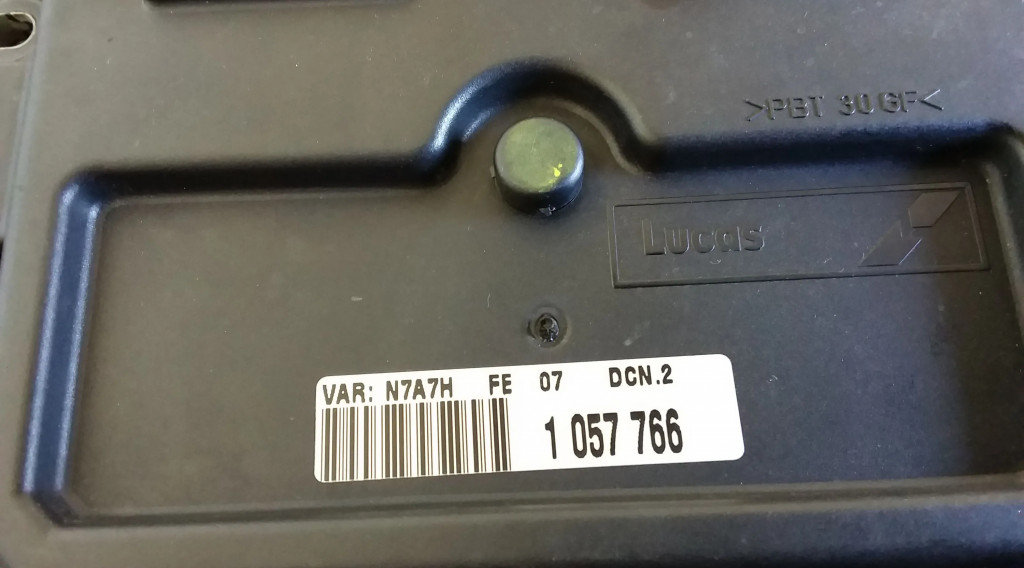 >PBT 30 GF<
Lucas
VAR: N7A7H FE 07 DCN.2
1 057 766